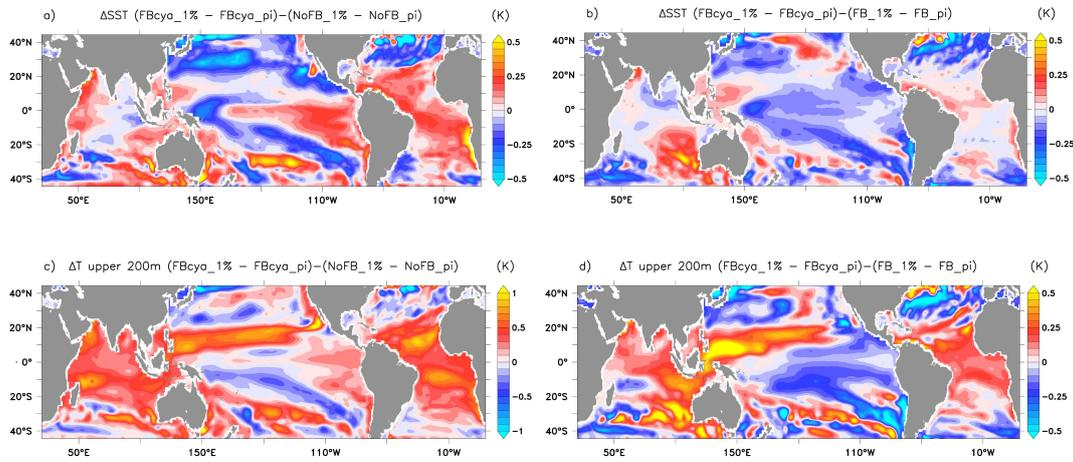 a) ΔSST (FBcya_1% − FBcya_pi)−(NoFB_1% − NoFB_pi) (K)
40°N
20°N
0°
20°S
40°S
50°E 150°E 110°W 10°W
0.5
0.25
0
−0.25
−0.5
b) ΔSST (FBcya_1% − FBcya_pi)−(FB_1% − FB_pi) (K)
40°N
20°N
0°
20°S
40°S
50°E 150°E 110°W 10°W
0.5
0.25
0
−0.25
−0.5
c) ΔT upper 200m (FBcya_1% − FBcya_pi)−(NoFB_1% − NoFB_pi) (K)
40°N
20°N
0°
20°S
40°S
50°E 150°E 110°W 10°W
1
0.5
0
−0.5
−1
d) ΔT upper 200m (FBcya_1% − FBcya_pi)−(FB_1% − FB_pi) (K)
40°N
20°N
0°
20°S
40°S
50°E 150°E 110°W 10°W
0.5
0.25
0
−0.25
−0.5